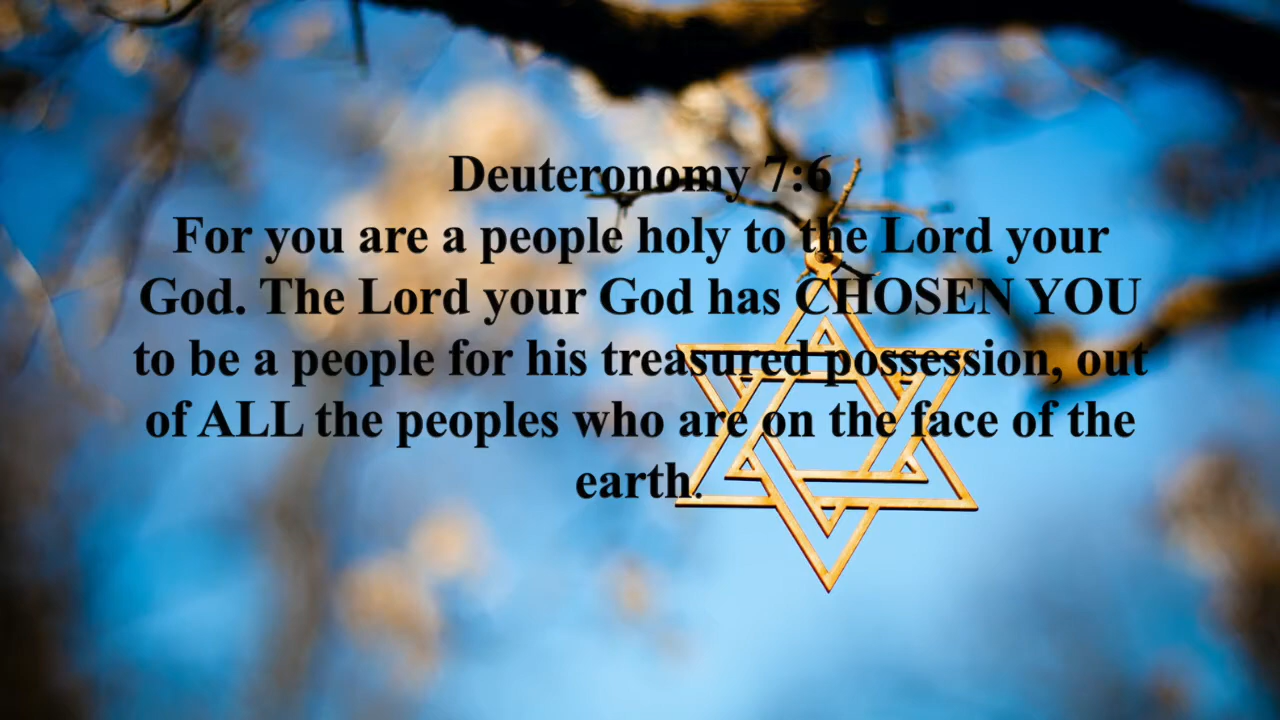 Deuteronomy 7:6
For you are a people holy to the Lord your
God. The Lord your God has CHOSEN YOU
to be a people for his treasured possession, out
of ALL the peoples who are on the face of the
earth.